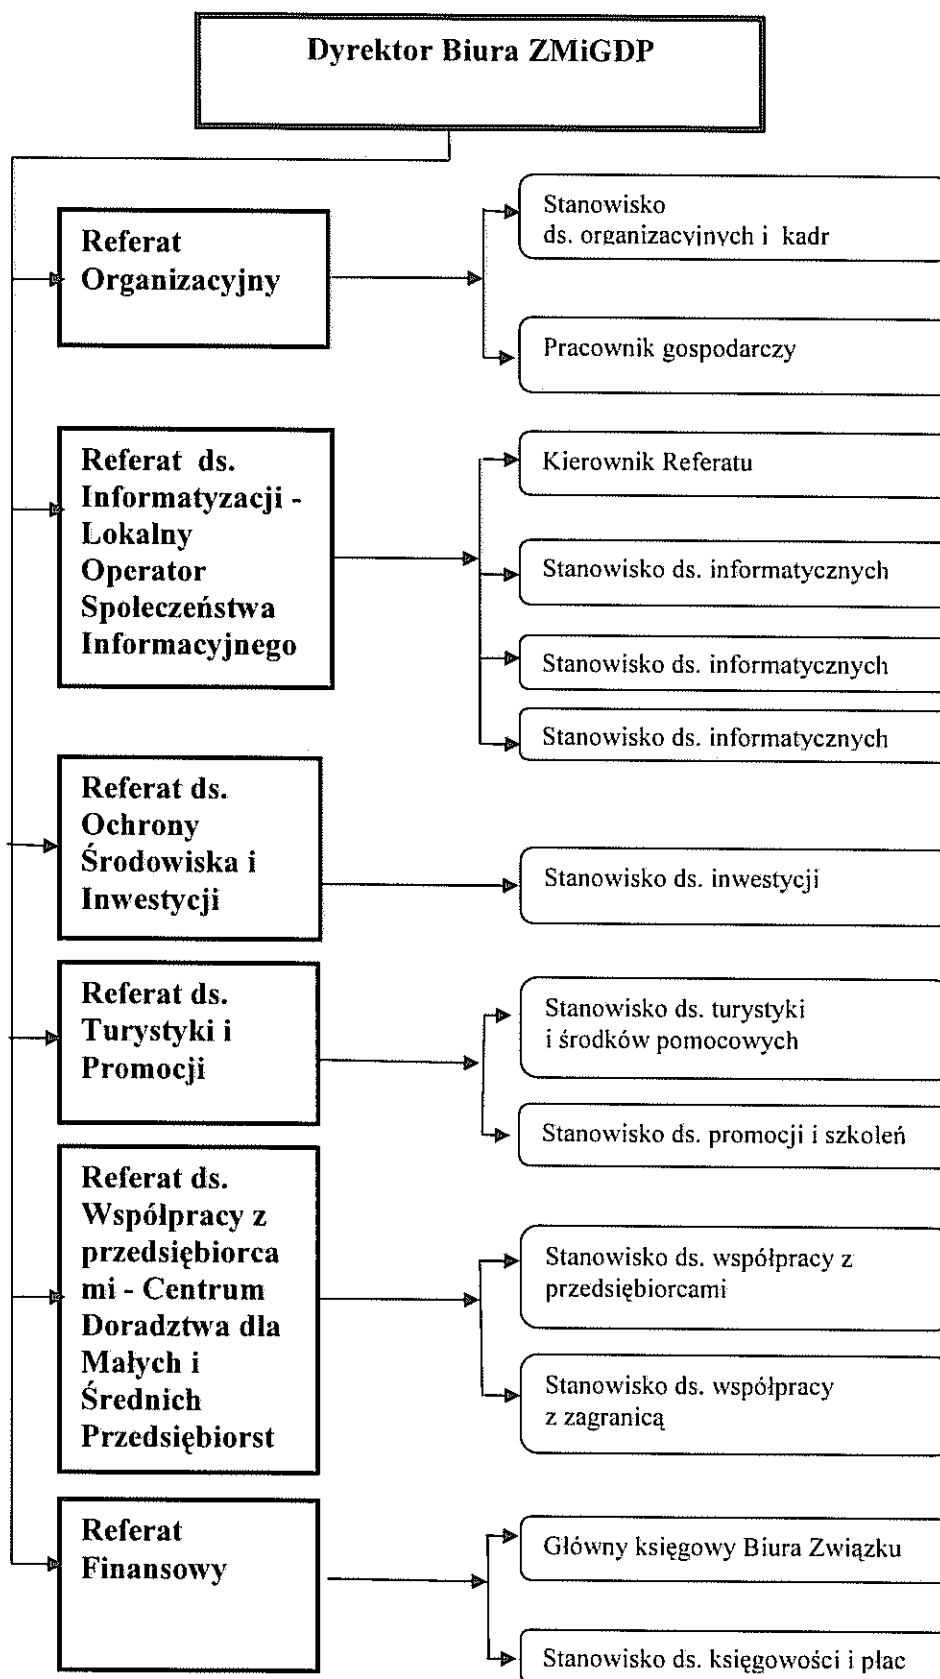 Dyrektor Biura ZMiGDP
Referat
Organizacyjny
Stanowisko
ds. organizacyjnych i kadr
Pracownik gospodarczy
Referat ds.
Informatyzacji -
Lokalny
Operator
Społeczeństwa
Informacyjnego
Kierownik Referatu
Stanowisko ds. informatycznych
Stanowisko ds. informatycznych
Stanowisko ds. informatycznych
Referat ds.
Ochrony
Środowiska i
Inwestycji
Stanowisko ds. inwestycji
Referat ds.
Turystyki i
Promocji
Stanowisko ds. turystyki
i środków pomocowych
Stanowisko ds. promocji i szkoleń
Referat ds.
Współpracy z
przedsiębiorca
mi - Centrum
Doradztwa dla
Małych i
Średnich
Przedsiębiorst
Stanowisko ds. współpracy z
przedsiębiorcami
Stanowisko ds. współpracy
z zagranicą
Referat
Finansowy
Główny księgowy Biura Związku
Stanowisko ds. księgowości i płac